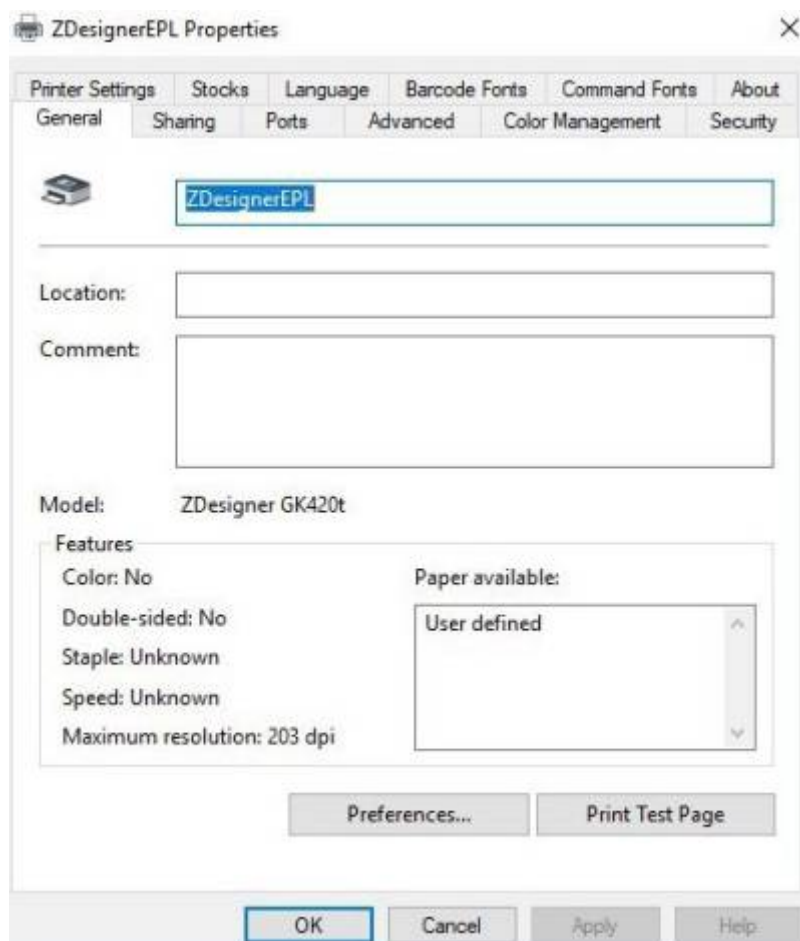 ZDesignerEPL Properties
Printer Settings Stocks Language Barcode Fonts Command Fonts About
General Sharing Ports Advanced Color Management Security
ZDesignerEPL
Location:
Comment:
Model: ZDesigner GK420t
Features
Color: No
Double-sided: No
Staple: Unknown
Speed: Unknown
Maximum resolution: 203 dpi
Paper available:
User defined
Preferences... Print Test Page
OK Cancel Apply Help